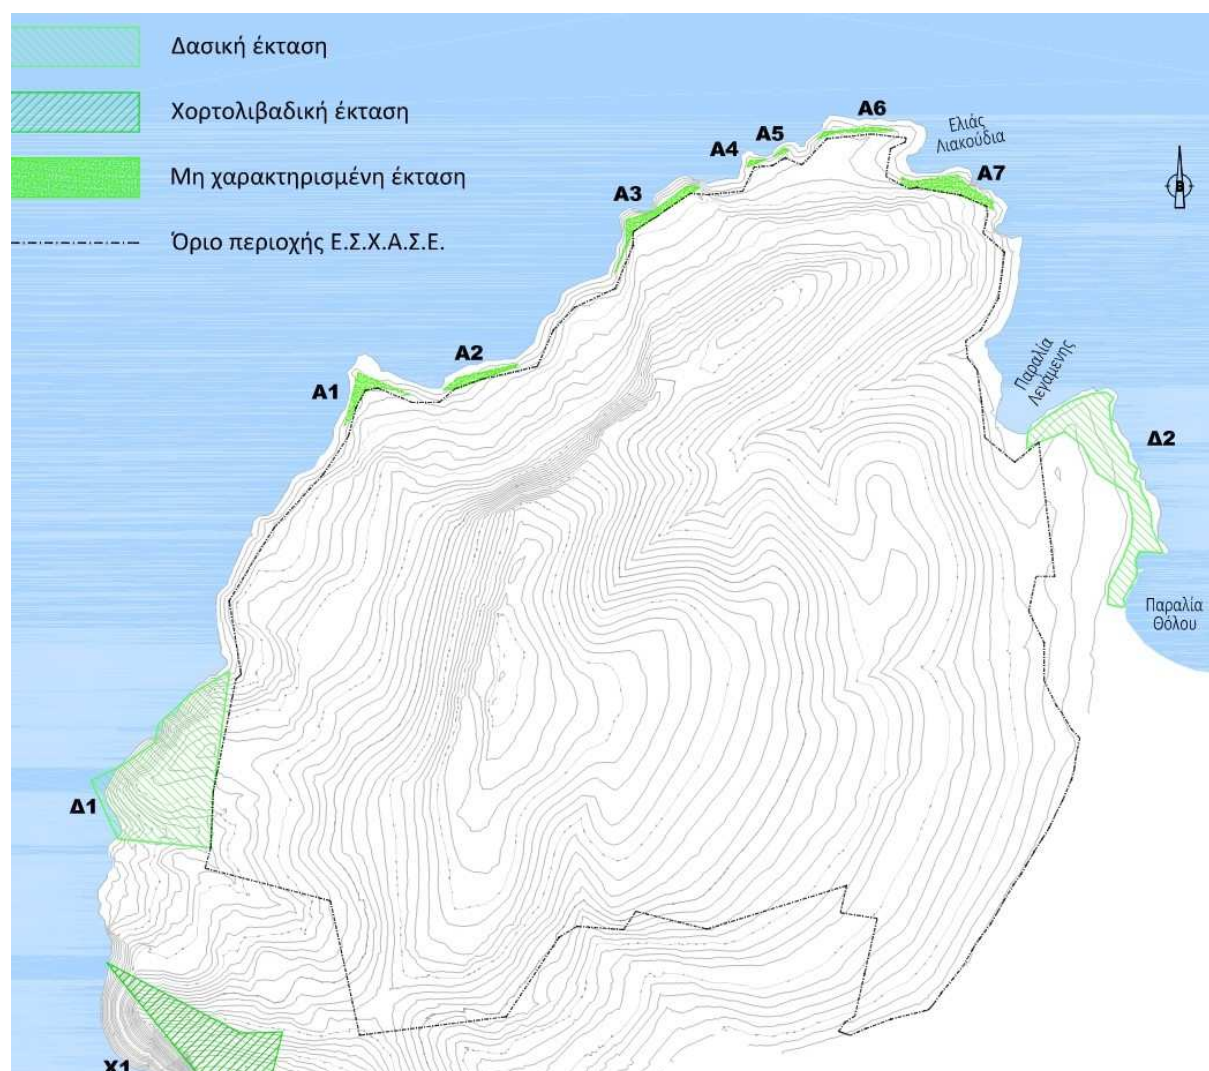 Δασική έκταση
Χορτολιβαδική έκταση
Μη χαρακτηρισμένη έκταση
Όριο περιοχής Ε.Σ.Χ.Α.Σ.Ε.
Α6
Α5
Α4
Ελιάς
Λιακούδια
Α7
Α3
Β
Α2
Α1
Παραλία
Λεγαμενης
Δ2
Παραλία
Θόλου
Δ1
Χ1